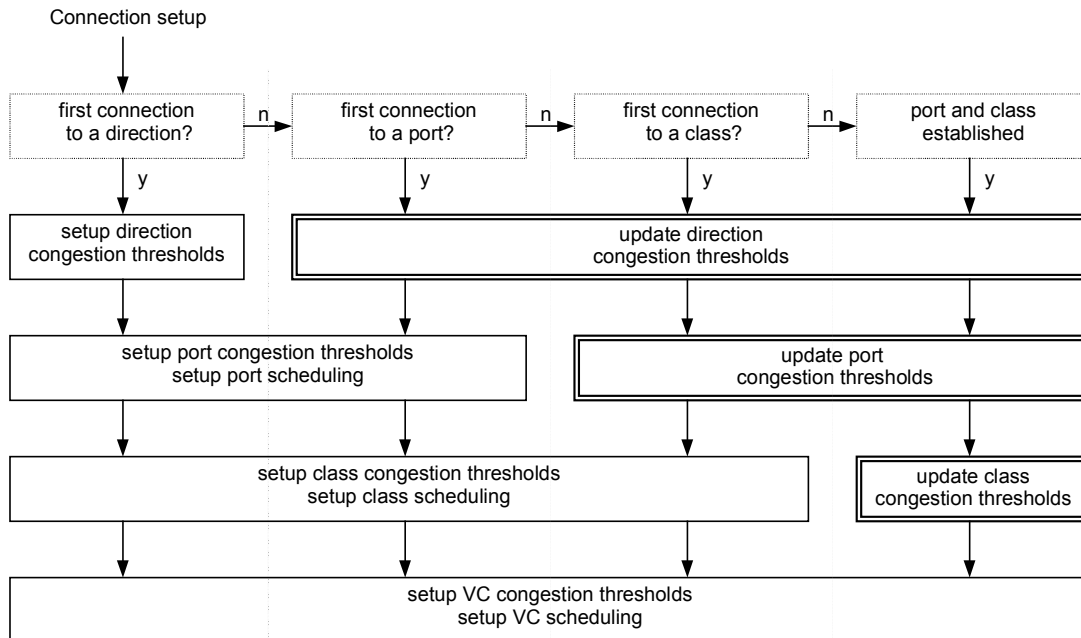 Connection setup
first connection
to a direction?
n
first connection
to a port?
n
first connection
to a class?
n
port and class
established
y
y
y
y
setup direction
congestion thresholds
update direction
congestion thresholds
setup port congestion thresholds
setup port scheduling
update port
congestion thresholds
setup class congestion thresholds
setup class scheduling
update class
congestion thresholds
setup VC congestion thresholds
setup VC scheduling